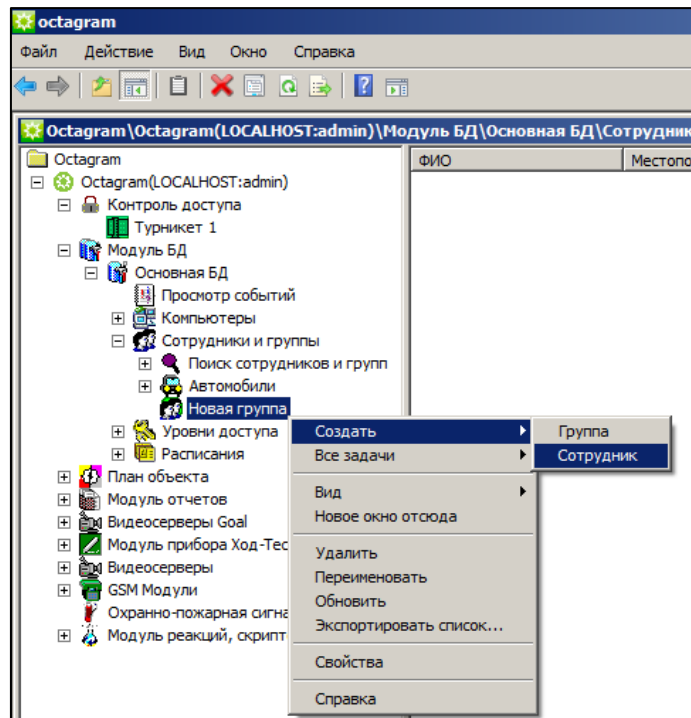 octagram
Файл Действие Вид Окно Справка
Octagram\Octagram(LOCALHOST:admin)\Модуль БД\Основная БД\Сотрудник
Octagram
ФИО
Местопо
Octagram(LOCALHOST:admin)
Контроль доступа
Турникет 1
Модуль БД
Основная БД
Просмотр событий
Компьютеры
Сотрудники и группы
Поиск сотрудников и групп
Автомобили
Новая группа
Уровни доступа
Расписания
План объекта
Модуль отчетов
Видеосерверы Goal
Модуль прибора Ход-Тес
Видеосерверы
GSM Модули
Охранно-пожарная сигна
Модуль реакций, скрипт
Создать
Все задачи
Вид
Новое окно отсюда
Удалить
Переименовать
Обновить
Экспортировать список...
Свойства
Справка
Группа
Сотрудник